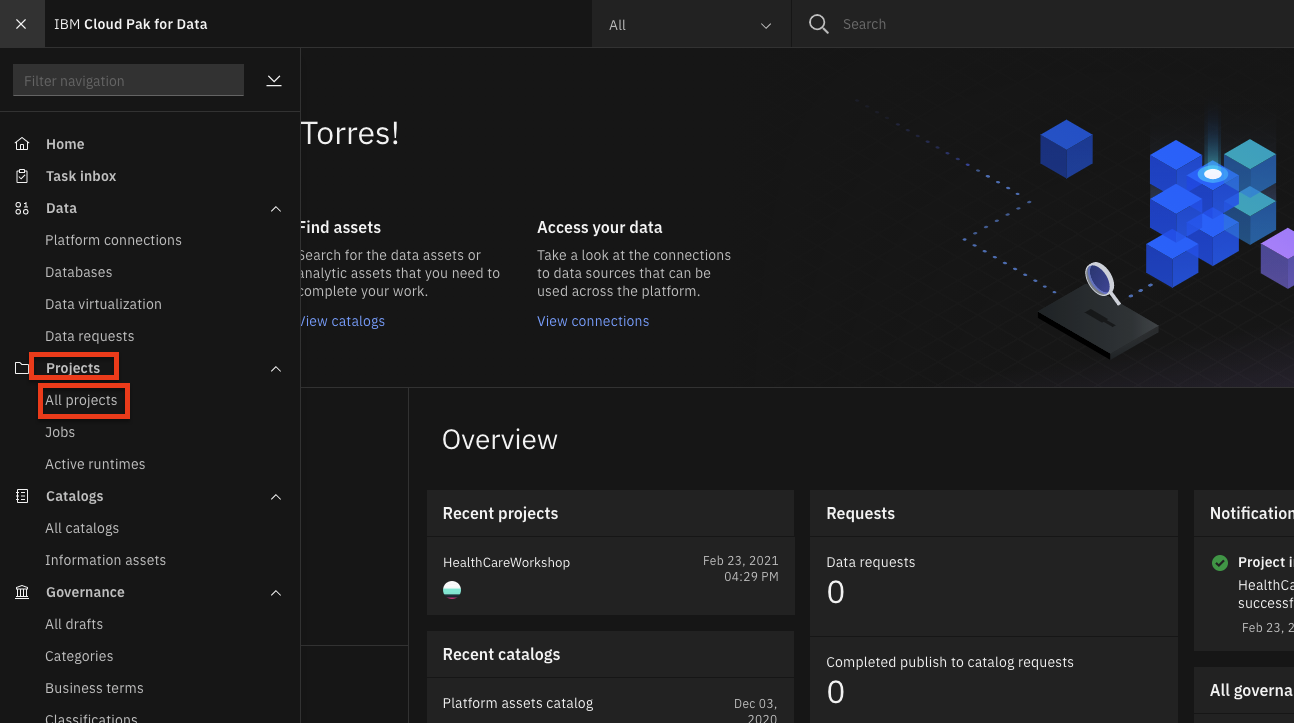 IBM Cloud Pak for Data
All
Search
Filter navigation
Home
Task inbox
Data
Platform connections
Databases
Data virtualization
Data requests
Projects
All projects
Jobs
Active runtimes
Catalogs
All catalogs
Information assets
Governance
All drafts
Categories
Business terms
Classifications
Torres!
Find assets
Search for the data assets or
analytic assets that you need to
complete your work.
View catalogs
Access your data
Take a look at the connections
to data sources that can be
used across the platform.
View connections
Overview
Recent projects
HealthCareWorkshop
Feb 23, 2021
04:29 PM
Recent catalogs
Platform assets catalog
Dec 03,
2020
Requests
Data requests
0
Completed publish to catalog requests
0
Notification
Project i
HealthCa
successf
Feb 23, 2
All governa